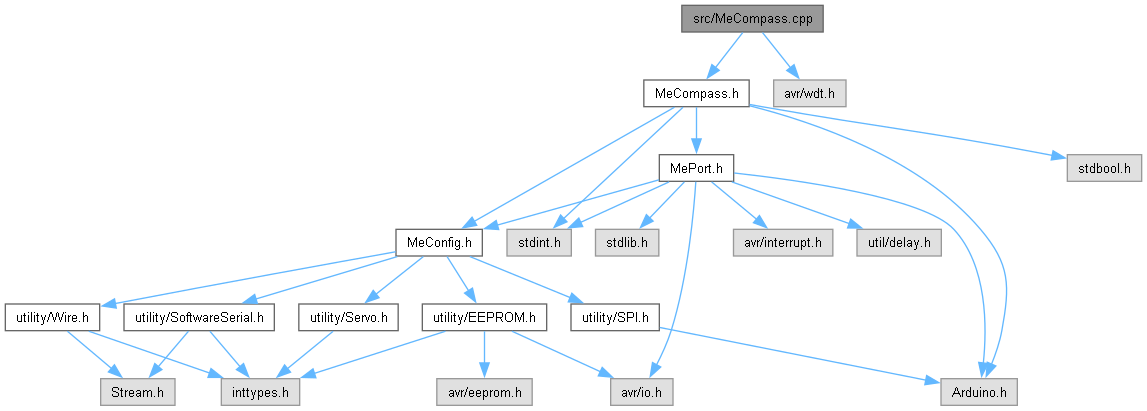 src/MeCompass.cpp
MeCompass.h
avr/wdt.h
MePort.h
stdbool.h
MeConfig.h
stdint.h
stdlib.h
avr/interrupt.h
util/delay.h
utility/Wire.h
utility/SoftwareSerial.h
utility/Servo.h
utility/EEPROM.h
utility/SPI.h
Stream.h
inttypes.h
avr/eeprom.h
avr/io.h
Arduino.h